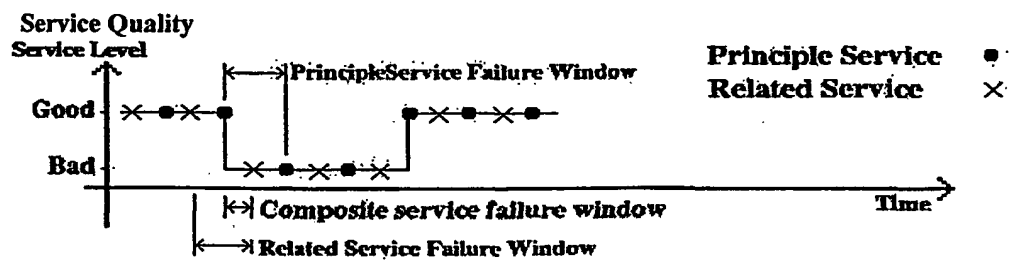 Service Quality
Service Level
PrincipleService Failure Window
Principle Service
Related Service
Good
Bad
Time
Composite service failure window
Related Service Failure Window